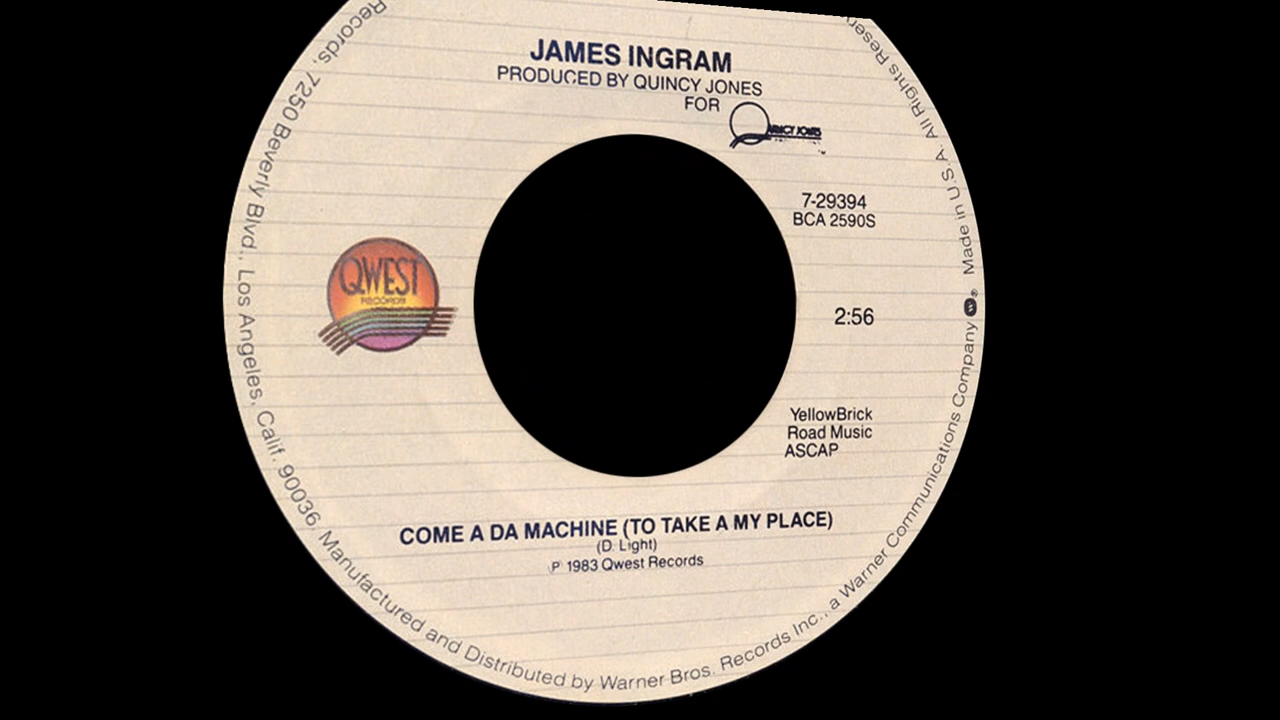 JAMES INGRAM
PRODUCED BY QUINCY JONES
FOR
QUINCY JONES
7-29394
BCA 2590S
QWEST
RECORDS
2:56
YellowBrick
Road Music
ASCAP
COME A DA MACHINE (TO TAKE A MY PLACE)
(D. Light)
P 1983 Qwest Records
Records, 7250 Beverly Blvd., Los Angeles, Calif. 90036. Manufactured and Distributed by Warner Bros. Records Inc., a Warner Communications Company W ® Made in U.S.A. All Rights